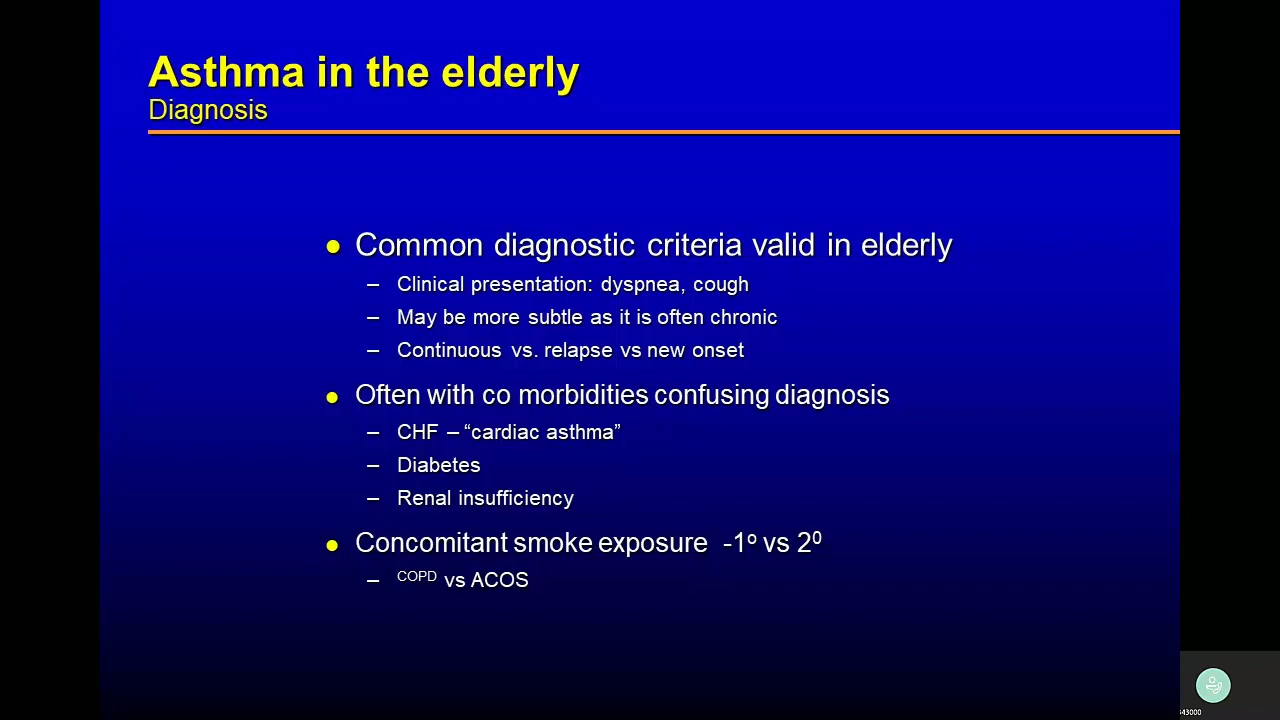 Asthma in the elderly
Diagnosis
● Common diagnostic criteria valid in elderly
– Clinical presentation: dyspnea, cough
– May be more subtle as it is often chronic
– Continuous vs. relapse vs new onset
● Often with co morbidities confusing diagnosis
– CHF – “cardiac asthma”
– Diabetes
– Renal insufficiency
● Concomitant smoke exposure -1º vs 2⁰
– COPD vs ACOS
543000